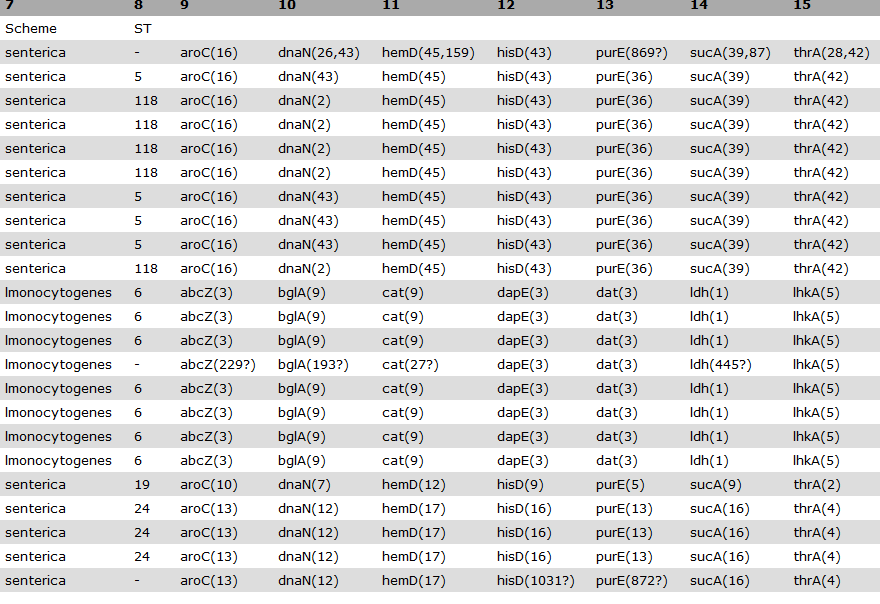 7 8 9 10 11 12 13 14 15
Scheme ST
senterica - aroC(16) dnaN(26,43) hemD(45,159) hisD(43) purE(869?) sucA(39,87) thrA(28,42)
senterica 5 aroC(16) dnaN(43) hemD(45) hisD(43) purE(36) sucA(39) thrA(42)
senterica 118 aroC(16) dnaN(2) hemD(45) hisD(43) purE(36) sucA(39) thrA(42)
senterica 118 aroC(16) dnaN(2) hemD(45) hisD(43) purE(36) sucA(39) thrA(42)
senterica 118 aroC(16) dnaN(2) hemD(45) hisD(43) purE(36) sucA(39) thrA(42)
senterica 118 aroC(16) dnaN(2) hemD(45) hisD(43) purE(36) sucA(39) thrA(42)
senterica 5 aroC(16) dnaN(43) hemD(45) hisD(43) purE(36) sucA(39) thrA(42)
senterica 5 aroC(16) dnaN(43) hemD(45) hisD(43) purE(36) sucA(39) thrA(42)
senterica 5 aroC(16) dnaN(43) hemD(45) hisD(43) purE(36) sucA(39) thrA(42)
senterica 118 aroC(16) dnaN(2) hemD(45) hisD(43) purE(36) sucA(39) thrA(42)
lmonocytogenes 6 abcZ(3) bglA(9) cat(9) dapE(3) dat(3) ldh(1) lhkA(5)
lmonocytogenes 6 abcZ(3) bglA(9) cat(9) dapE(3) dat(3) ldh(1) lhkA(5)
lmonocytogenes 6 abcZ(3) bglA(9) cat(9) dapE(3) dat(3) ldh(1) lhkA(5)
lmonocytogenes - abcZ(229?) bglA(193?) cat(27?) dapE(3) dat(3) ldh(445?) lhkA(5)
lmonocytogenes 6 abcZ(3) bglA(9) cat(9) dapE(3) dat(3) ldh(1) lhkA(5)
lmonocytogenes 6 abcZ(3) bglA(9) cat(9) dapE(3) dat(3) ldh(1) lhkA(5)
lmonocytogenes 6 abcZ(3) bglA(9) cat(9) dapE(3) dat(3) ldh(1) lhkA(5)
lmonocytogenes 6 abcZ(3) bglA(9) cat(9) dapE(3) dat(3) ldh(1) lhkA(5)
senterica 19 aroC(10) dnaN(7) hemD(12) hisD(9) purE(5) sucA(9) thrA(2)
senterica 24 aroC(13) dnaN(12) hemD(17) hisD(16) purE(13) sucA(16) thrA(4)
senterica 24 aroC(13) dnaN(12) hemD(17) hisD(16) purE(13) sucA(16) thrA(4)
senterica 24 aroC(13) dnaN(12) hemD(17) hisD(16) purE(13) sucA(16) thrA(4)
senterica - aroC(13) dnaN(12) hemD(17) hisD(1031?) purE(872?) sucA(16) thrA(4)